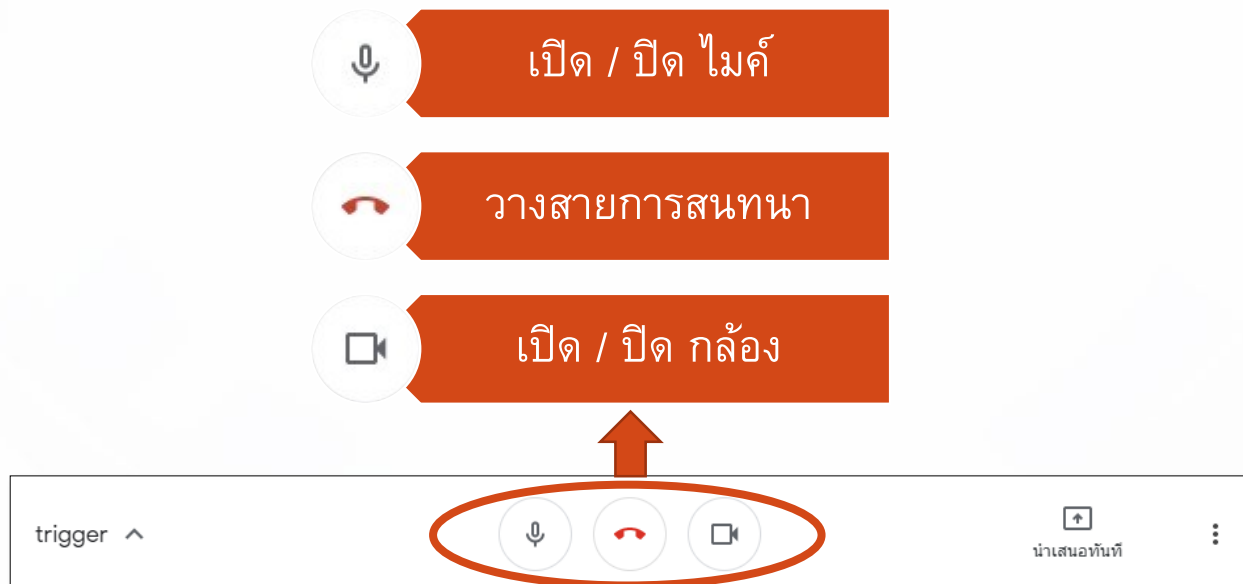 เปิด / ปิด ไมค์
วางสายการสนทนา
เปิด / ปิด กล้อง
trigger
นำเสนอทันที